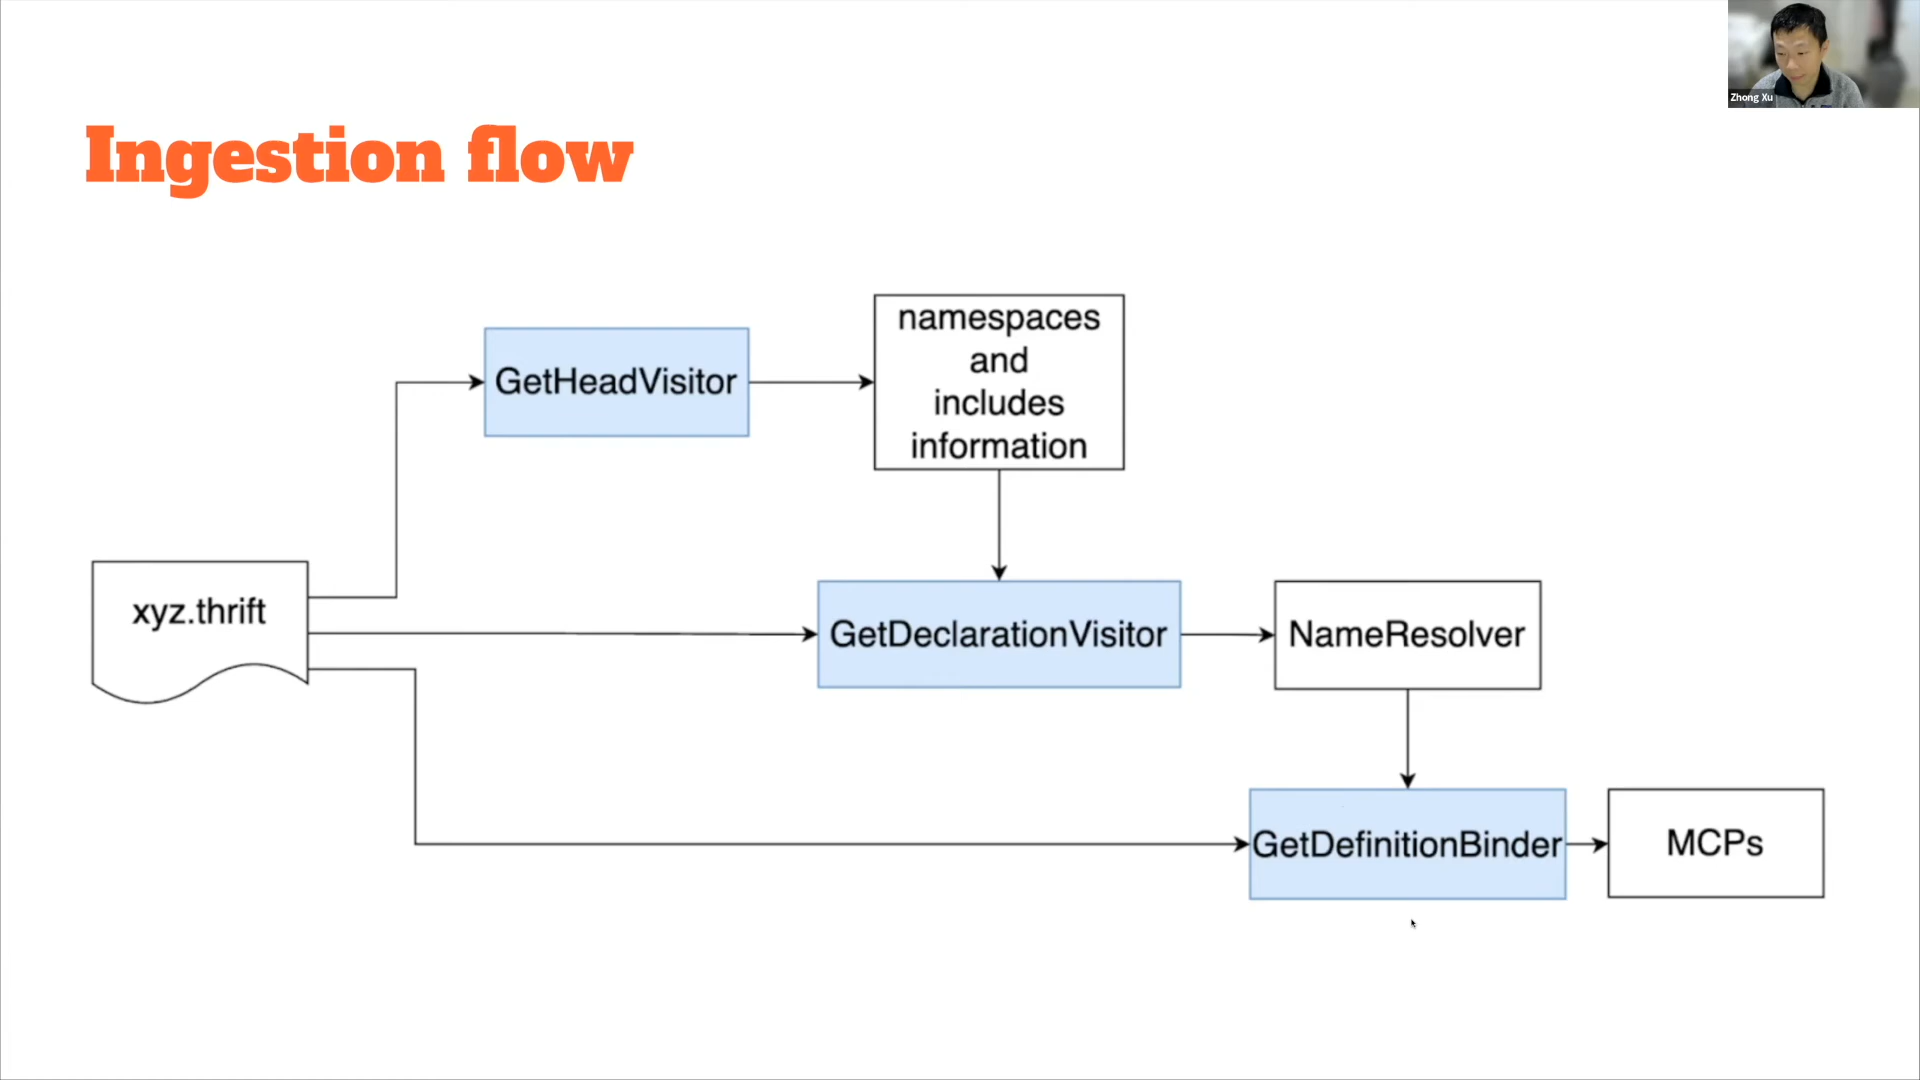 Zhong Xu
Ingestion flow
namespaces
and
includes
information
GetHeadVisitor
xyz.thrift
GetDeclarationVisitor
NameResolver
GetDefinitionBinder
MCPs